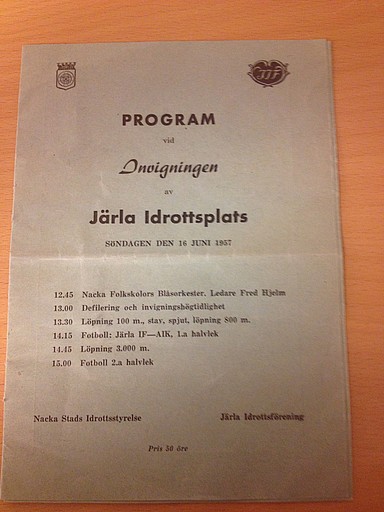 JIF
PROGRAM
vid
Invigningen
av
Järla Idrottsplats
SÖNDAGEN DEN 16 JUNI 1957
12.45 Nacka Folkskolors Blåsorkester. Ledare Fred Hjelm
13.00 Defilering och invigningshögtidlighet
13.30 Löpning 100 m., stav, spjut, löpning 800 m.
14.15 Fotboll: Järla IF—AIK, 1.a halvlek
14.45 Löpning 3.000 m.
15.00 Fotboll 2.a halvlek
Nacka Stads Idrottsstyrelse
Järla Idrottsförening
Pris 50 öre